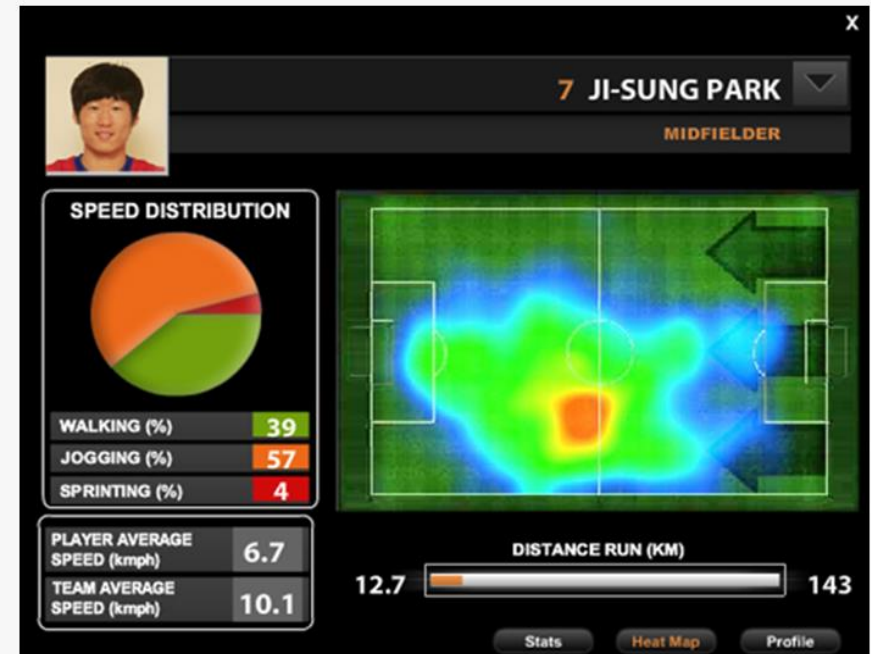 X
7 JI-SUNG PARK
MIDFIELDER
SPEED DISTRIBUTION
WALKING (%) 39
JOGGING (%) 57
SPRINTING (%) 4
PLAYER AVERAGE
SPEED (kmph) 6.7
TEAM AVERAGE
SPEED (kmph) 10.1
DISTANCE RUN (KM)
12.7 143
Stats Heat Map Profile